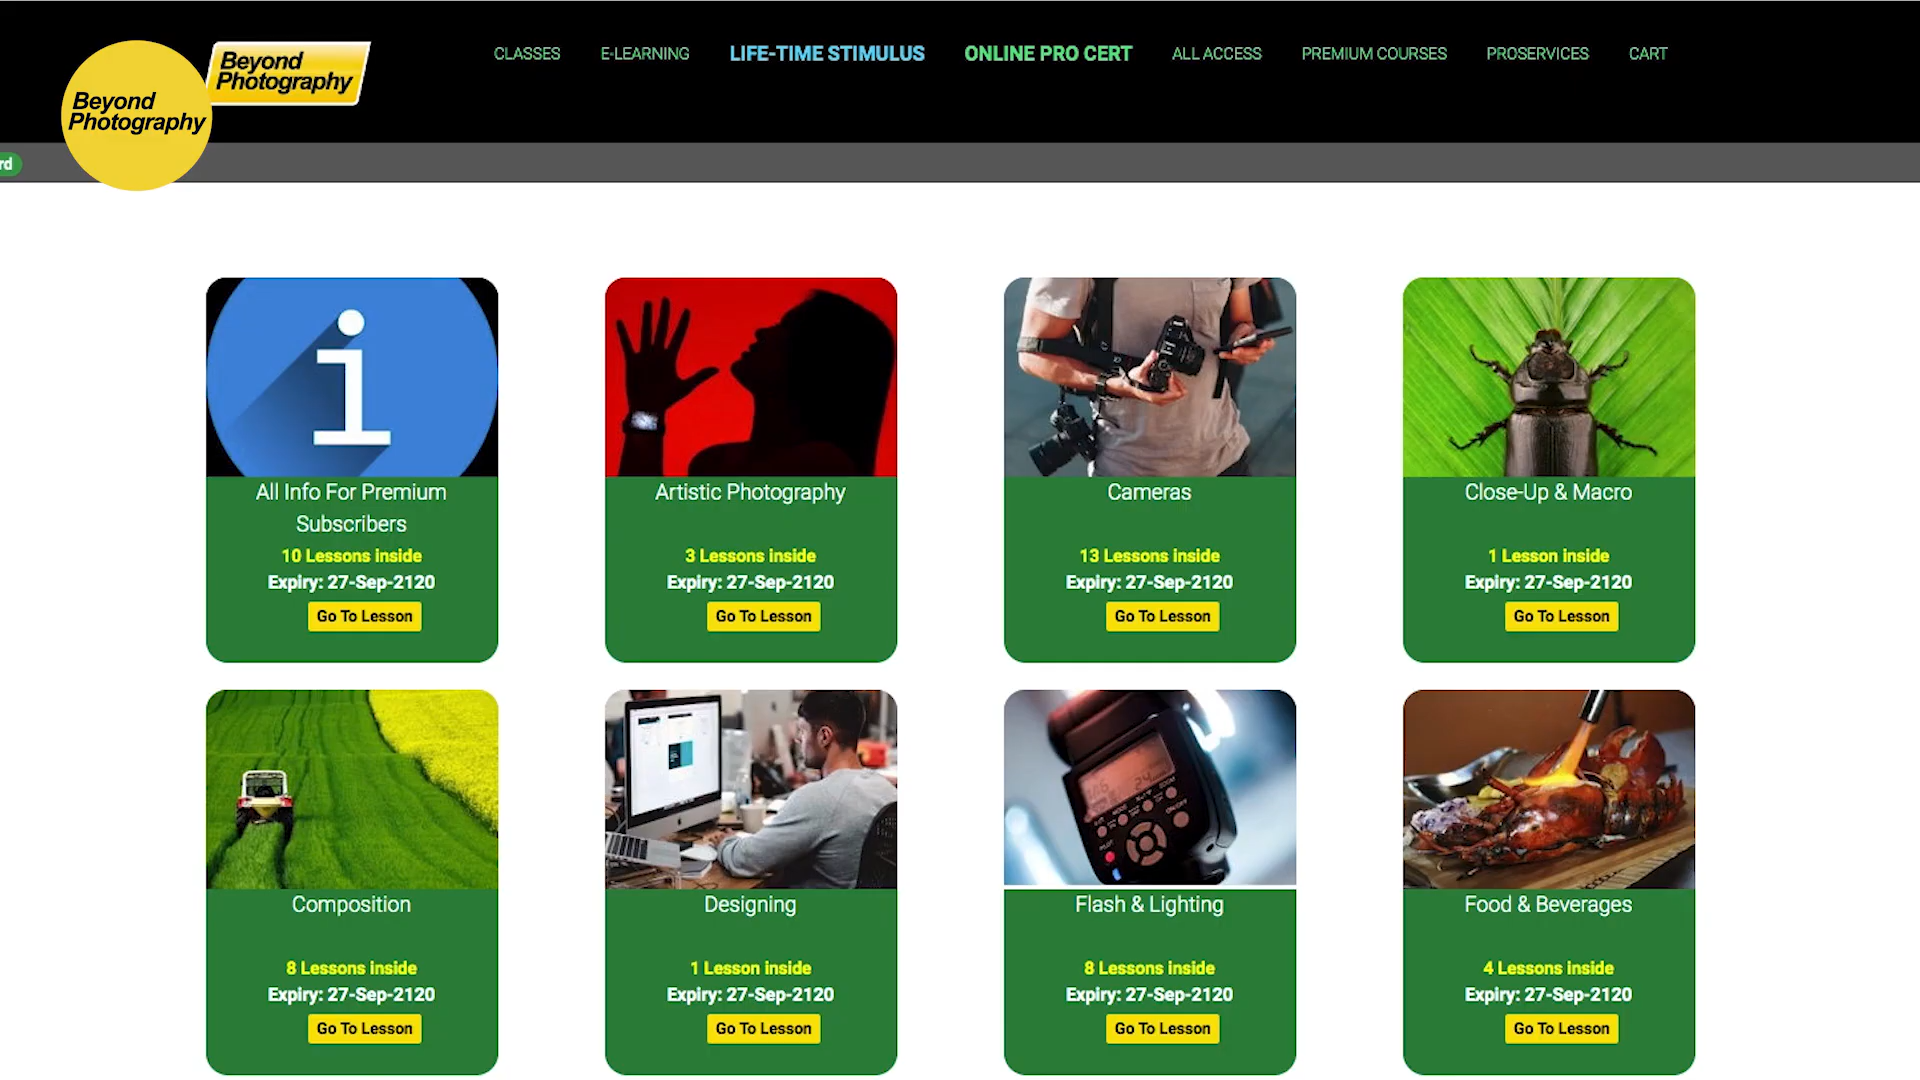 Beyond
Photography
CLASSES
E-LEARNING
LIFE-TIME STIMULUS
ONLINE PRO CERT
ALL ACCESS
PREMIUM COURSES
PROSERVICES
CART
Beyond
Photography
rd
All Info For Premium
Subscribers
10 Lessons inside
Expiry: 27-Sep-2120
Go To Lesson
Artistic Photography
3 Lessons inside
Expiry: 27-Sep-2120
Go To Lesson
Cameras
13 Lessons inside
Expiry: 27-Sep-2120
Go To Lesson
Close-Up & Macro
1 Lesson inside
Expiry: 27-Sep-2120
Go To Lesson
Composition
8 Lessons inside
Expiry: 27-Sep-2120
Go To Lesson
Designing
1 Lesson inside
Expiry: 27-Sep-2120
Go To Lesson
Flash & Lighting
8 Lessons inside
Expiry: 27-Sep-2120
Go To Lesson
Food & Beverages
4 Lessons inside
Expiry: 27-Sep-2120
Go To Lesson